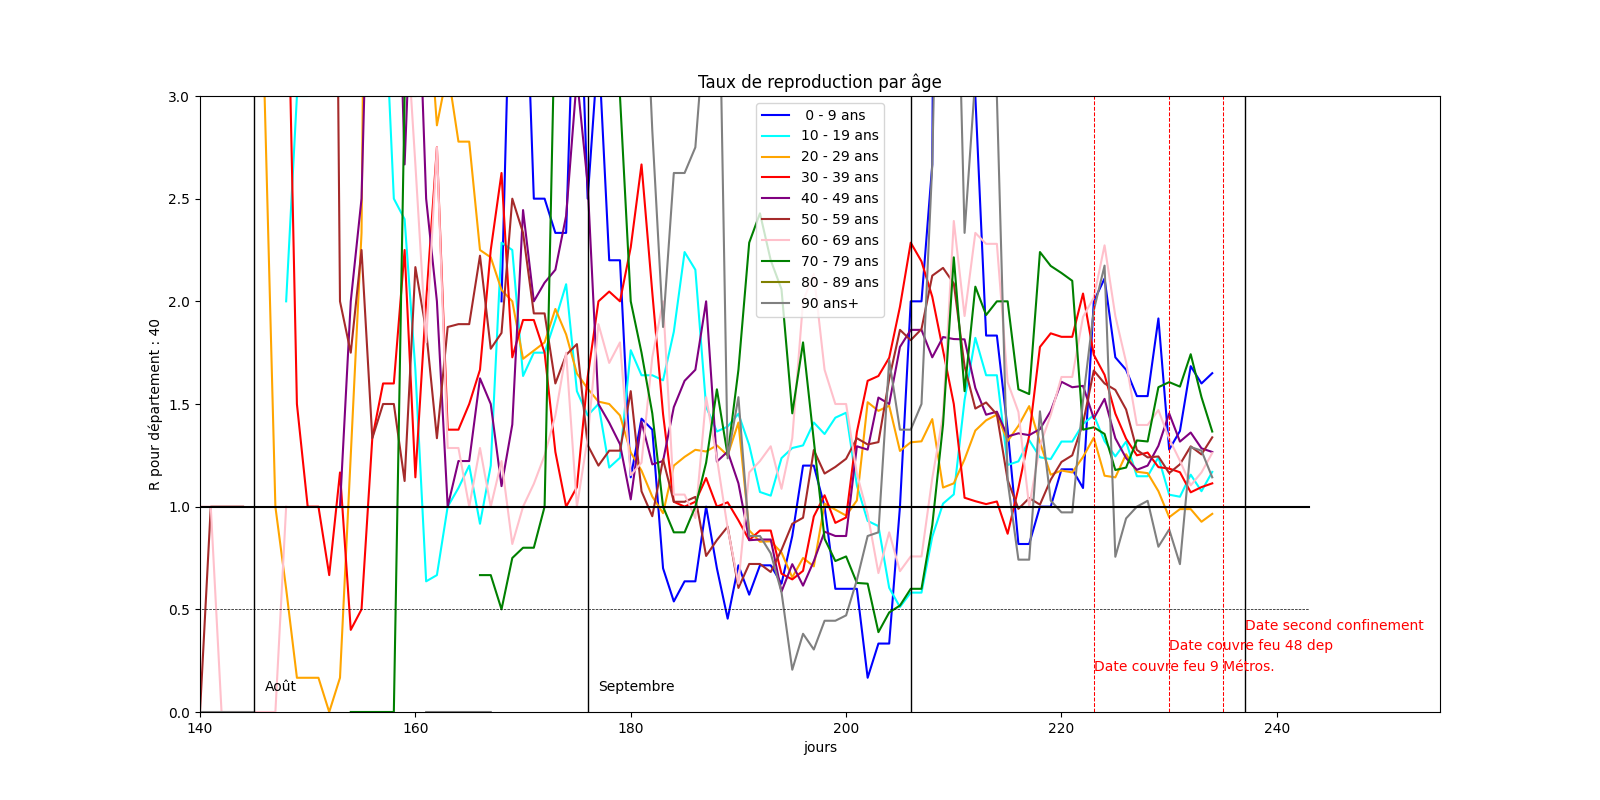 Taux de reproduction par âge
3.0
2.5
2.0
1.5
1.0
0.5
0.0
R pour département : 40
0 - 9 ans
10 - 19 ans
20 - 29 ans
30 - 39 ans
40 - 49 ans
50 - 59 ans
60 - 69 ans
70 - 79 ans
80 - 89 ans
90 ans+
Date second confinement
Date couvre feu 48 dep
Date couvre feu 9 Métros.
Août
Septembre
140
160
180
200
220
240
jours